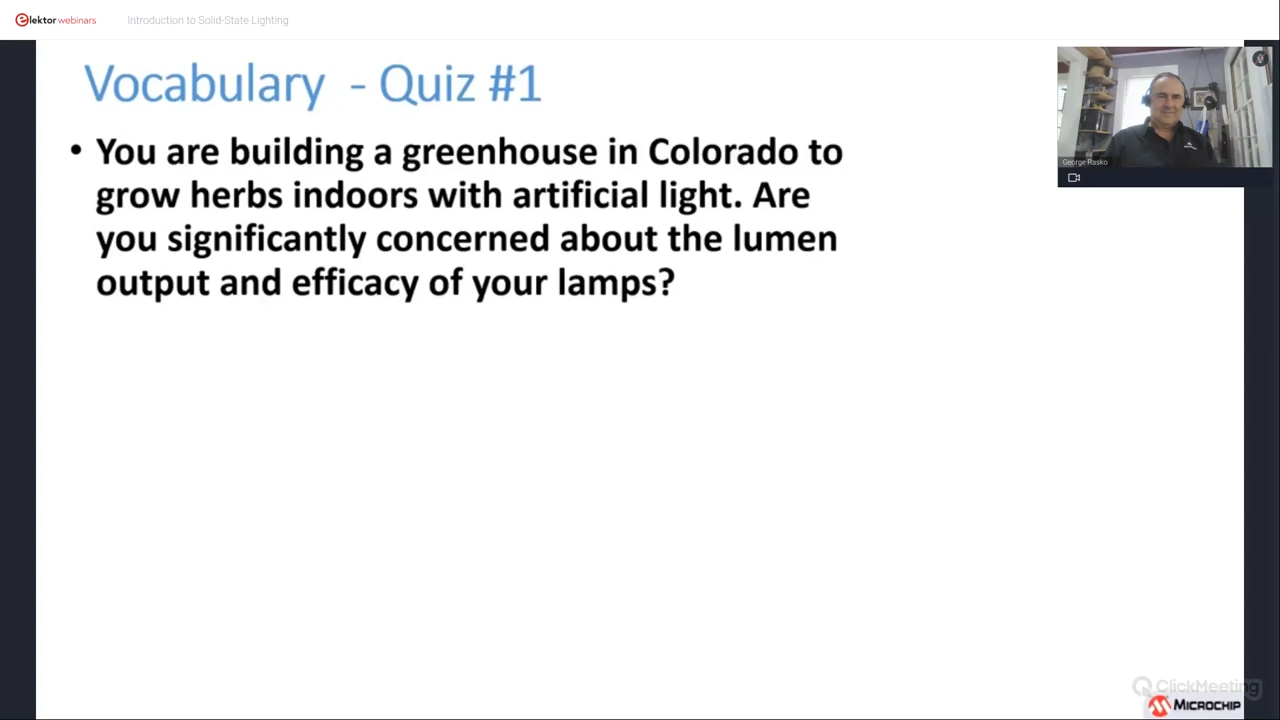 elektor webinars
Introduction to Solid-State Lighting
Vocabulary - Quiz #1
• You are building a greenhouse in Colorado to
grow herbs indoors with artificial light. Are
you significantly concerned about the lumen
output and efficacy of your lamps?
George Rasko
ClickMeeting
MICROCHIP